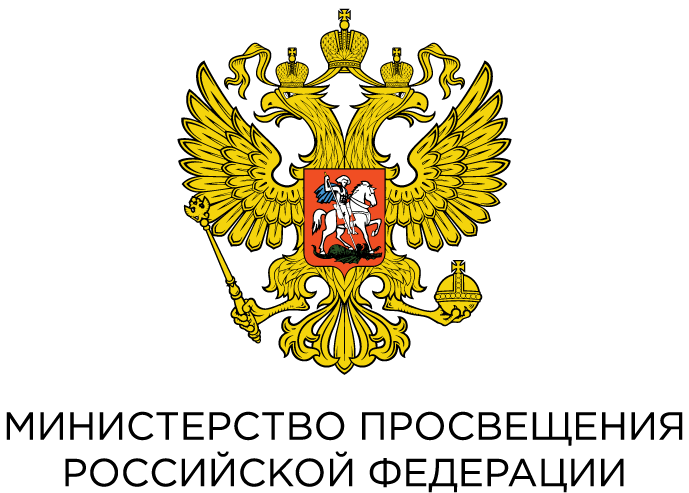 МИНИСТЕРСТВО ПРОСВЕЩЕНИЯ
РОССИЙСКОЙ ФЕДЕРАЦИИ